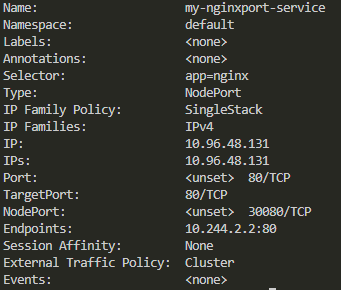 Name: my-nginxport-service
Namespace: default
Labels: <none>
Annotations: <none>
Selector: app=nginx
Type: NodePort
IP Family Policy: SingleStack
IP Families: IPv4
IP: 10.96.48.131
IPs: 10.96.48.131
Port: <unset> 80/TCP
TargetPort: 80/TCP
NodePort: <unset> 30080/TCP
Endpoints: 10.244.2.2:80
Session Affinity: None
External Traffic Policy: Cluster
Events: <none>